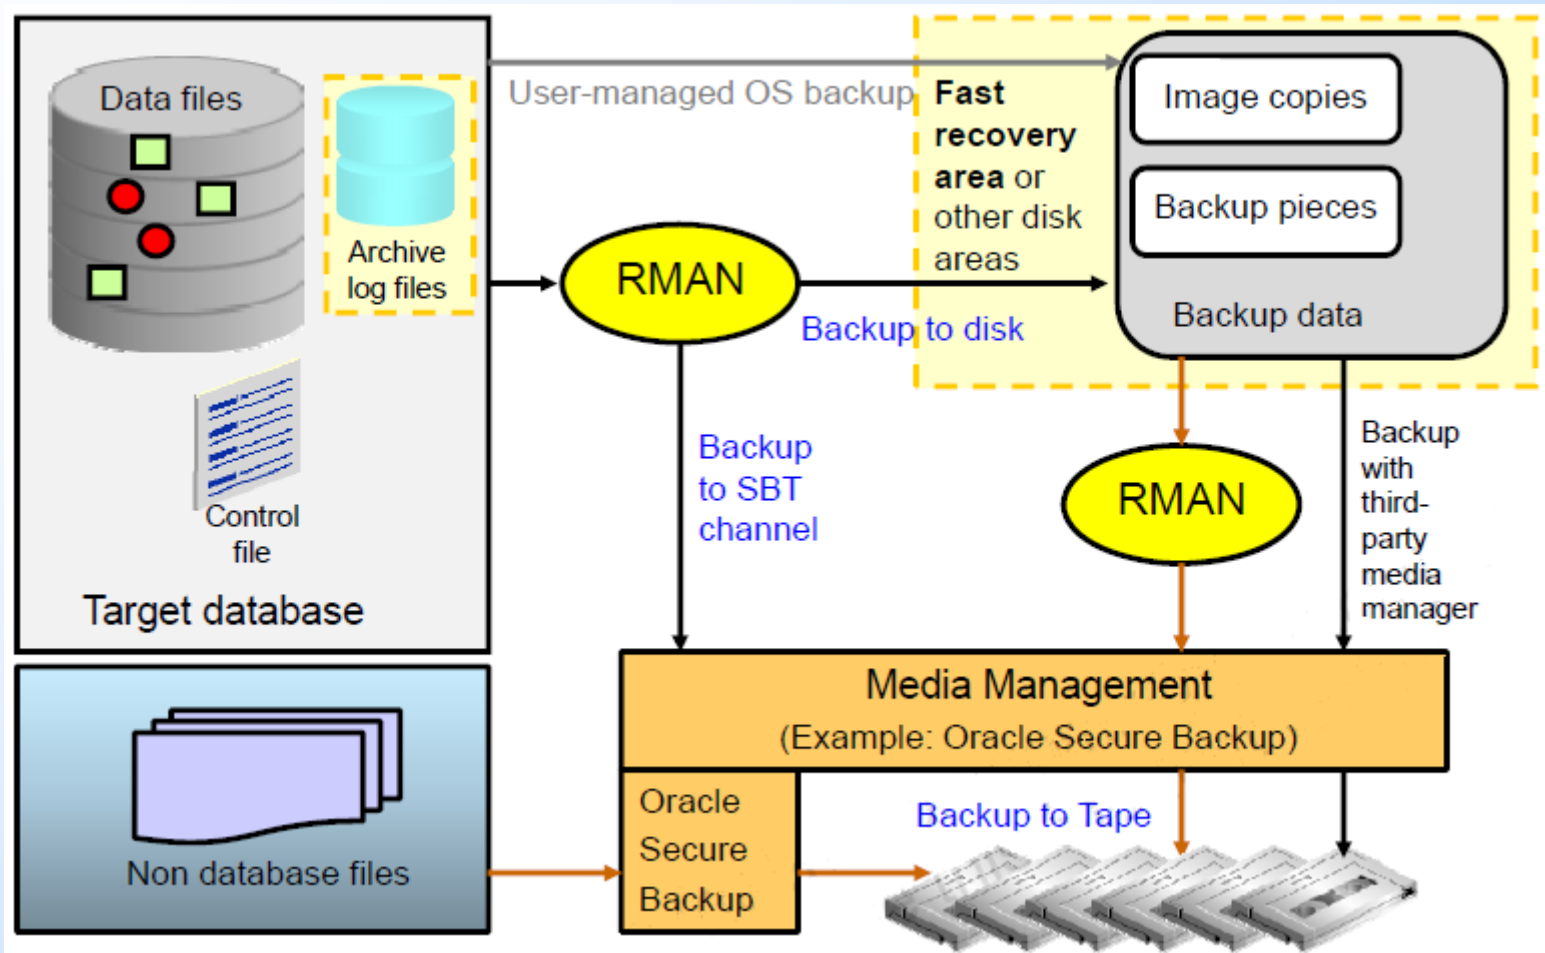 Data files
Archive
log files
Control
file
Target database
User-managed OS backup
RMAN
Backup to disk
Fast
recovery
area or
other disk
areas
Image copies
Backup pieces
Backup data
Backup
to SBT
channel
RMAN
Backup
with
third-
party
media
manager
Media Management
(Example: Oracle Secure Backup)
Oracle
Secure
Backup
Backup to Tape
Non database files